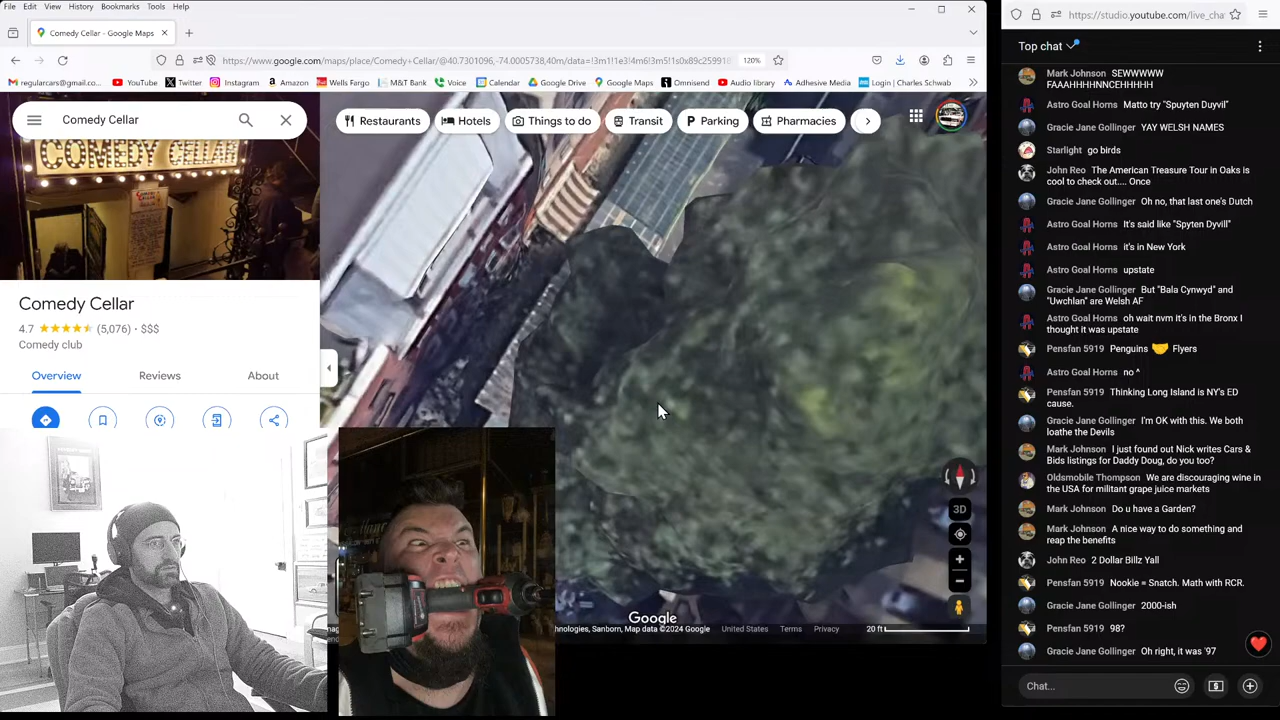 File Edit View History Bookmarks Tools Help
Comedy Cellar - Google Maps
https://www.google.com/maps/place/Comedy+Cellar/@40.7301096,-74.0005738,40m/data=!3m1!1e3!4m6!3m5!1s0x89c25991
120%
regularcars@gmail.co... YouTube Twitter Instagram Amazon Wells Fargo M&T Bank Voice Calendar Google Drive Google Maps Omnisend Audio library Adhesive Media Login | Charles Schwab
Comedy Cellar
Restaurants Hotels Things to do Transit Parking Pharmacies
COMEDY CELLAR
Comedy Cellar
4.7 (5,076) · $$$
Comedy club
Overview Reviews About
3D
Google
hnologies, Sanborn, Map data ©2024 Google United States Terms Privacy 20 ft
https://studio.youtube.com/live_cha
Top chat
Mark Johnson SEWWWWW
FAAAHHHHNNCEHHHHH
Astro Goal Horns Matto try "Spuyten Duyvil"
Gracie Jane Gollinger YAY WELSH NAMES
Starlight go birds
John Reo The American Treasure Tour in Oaks is
cool to check out.... Once
Gracie Jane Gollinger Oh no, that last one's Dutch
Astro Goal Horns It's said like "Spyten Dyvill"
Astro Goal Horns it's in New York
Astro Goal Horns upstate
Gracie Jane Gollinger But "Bala Cynwyd" and
"Uwchlan" are Welsh AF
Astro Goal Horns oh wait nvm it's in the Bronx I
thought it was upstate
Pensfan 5919 Penguins 🤝 Flyers
Astro Goal Horns no ^
Pensfan 5919 Thinking Long Island is NY's ED
cause.
Gracie Jane Gollinger I'm OK with this. We both
loathe the Devils
Mark Johnson I just found out Nick writes Cars &
Bids listings for Daddy Doug, do you too?
Oldsmobile Thompson We are discouraging wine in
the USA for militant grape juice markets
Mark Johnson Do u have a Garden?
Mark Johnson A nice way to do something and
reap the benefits
John Reo 2 Dollar Billz Yall
Pensfan 5919 Nookie = Snatch. Math with RCR.
Gracie Jane Gollinger 2000-ish
Pensfan 5919 98?
Gracie Jane Gollinger Oh right, it was '97
Chat...